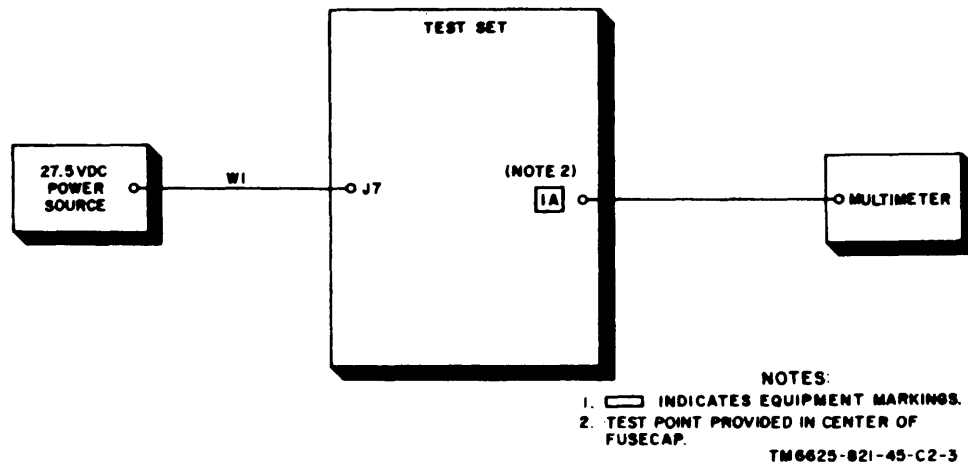 TEST SET
27.5 VDC
POWER
SOURCE
W1
J7
(NOTE 2)
1A
MULTIMETER
NOTES:
1. INDICATES EQUIPMENT MARKINGS.
2. TEST POINT PROVIDED IN CENTER OF
FUSECAP.
TM6625-821-45-C2-3